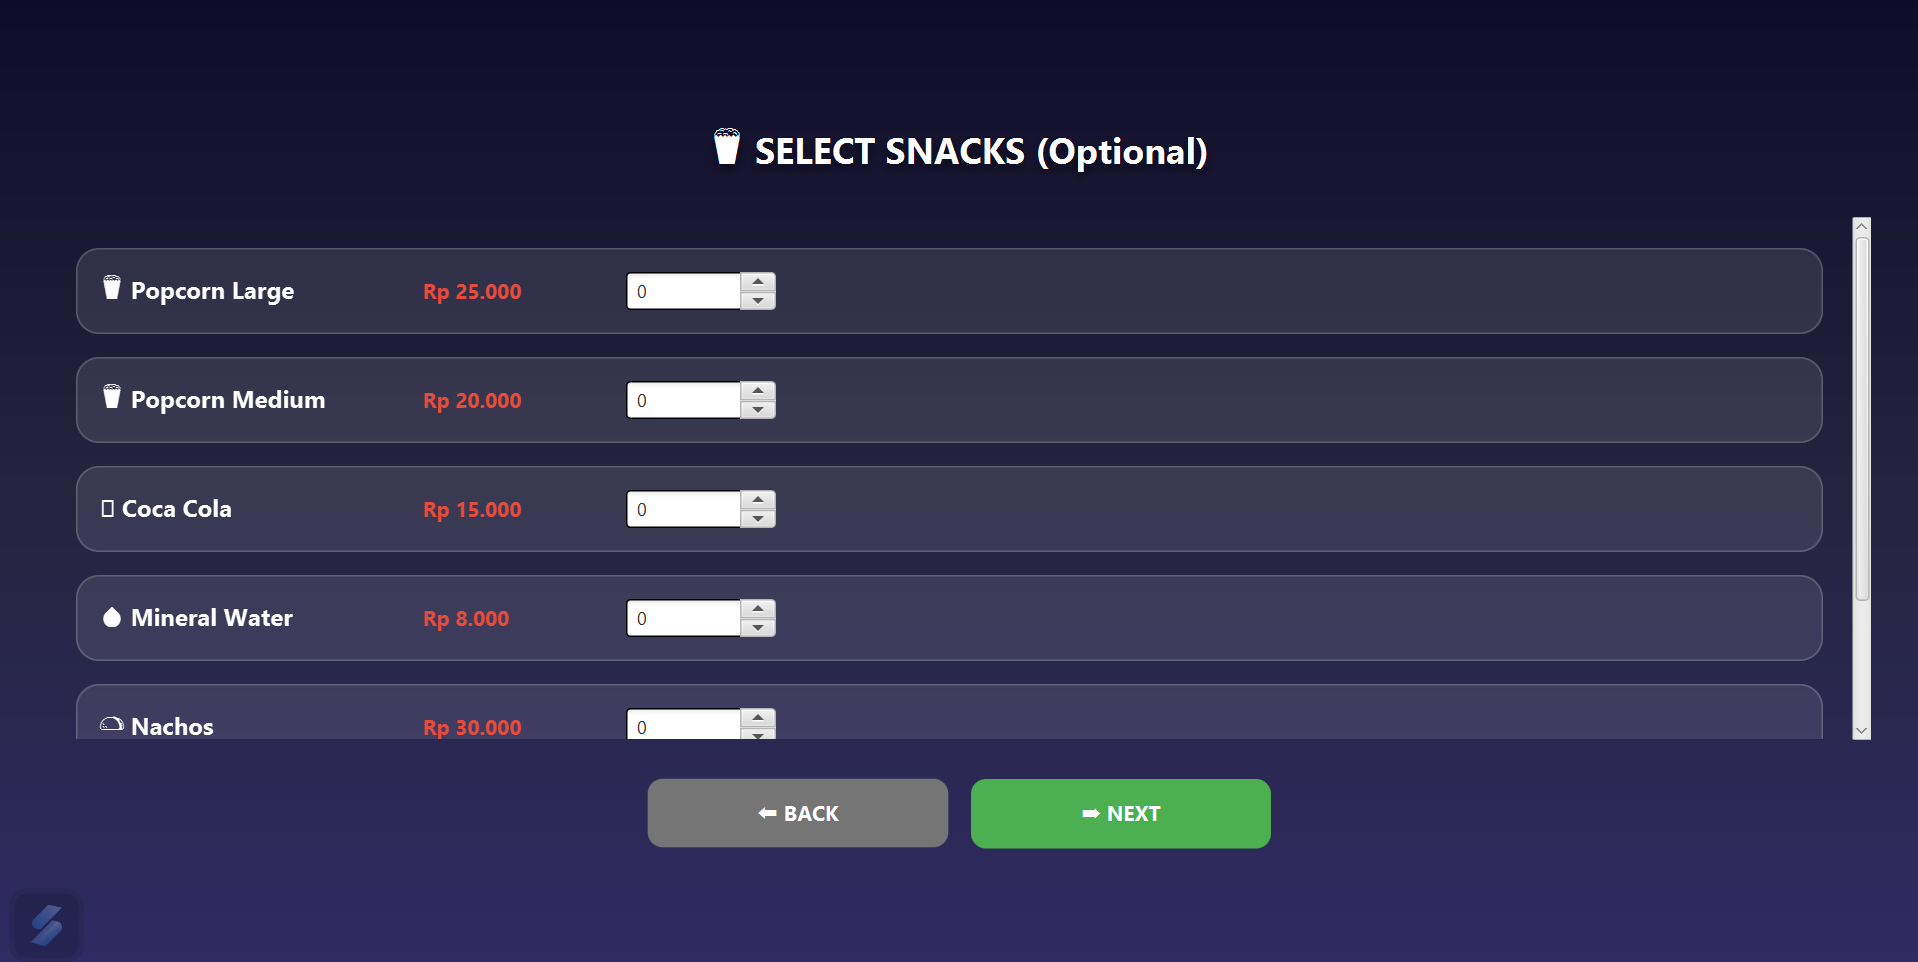 🍿 SELECT SNACKS (Optional)
🍿 Popcorn Large Rp 25.000 0
🍿 Popcorn Medium Rp 20.000 0
▯ Coca Cola Rp 15.000 0
💧 Mineral Water Rp 8.000 0
🌮 Nachos Rp 30.000 0
⬅ BACK
➡ NEXT